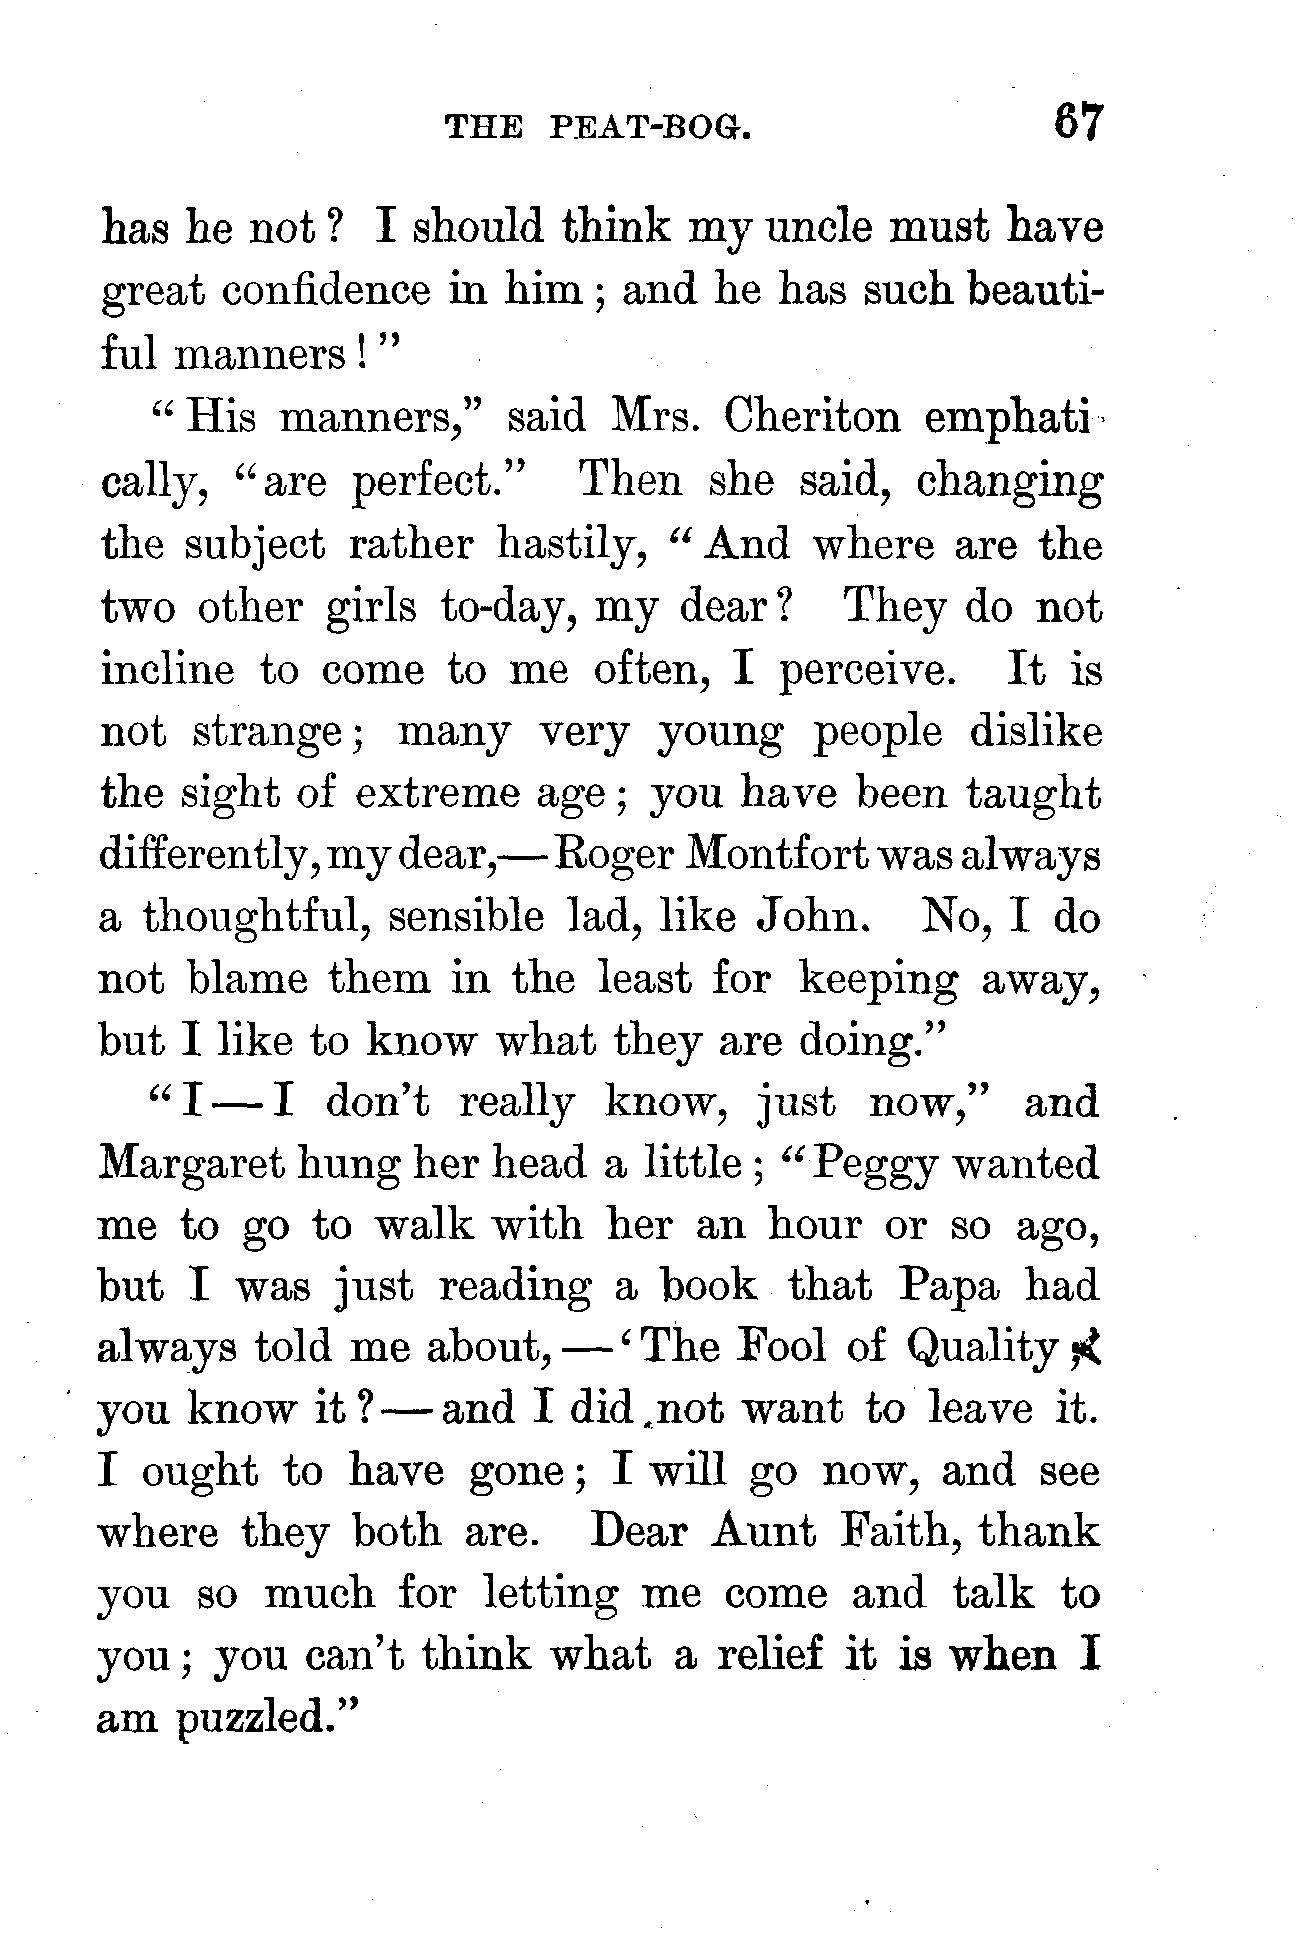 THE PEAT-BOG. 67
has he not? I should think my uncle must have
great confidence in him; and he has such beauti-
ful manners!"
"His manners," said Mrs. Cheriton emphati-
cally, "are perfect." Then she said, changing
the subject rather hastily, "And where are the
two other girls to-day, my dear? They do not
incline to come to me often, I perceive. It is
not strange; many very young people dislike
the sight of extreme age; you have been taught
differently, my dear,—Roger Montfort was always
a thoughtful, sensible lad, like John. No, I do
not blame them in the least for keeping away,
but I like to know what they are doing."
"I—I don't really know, just now," and
Margaret hung her head a little; "Peggy wanted
me to go to walk with her an hour or so ago,
but I was just reading a book that Papa had
always told me about,—'The Fool of Quality
you know it?—and I did not want to leave it.
I ought to have gone; I will go now, and see
where they both are. Dear Aunt Faith, thank
you so much for letting me come and talk to
you; you can't think what a relief it is when I
am puzzled."